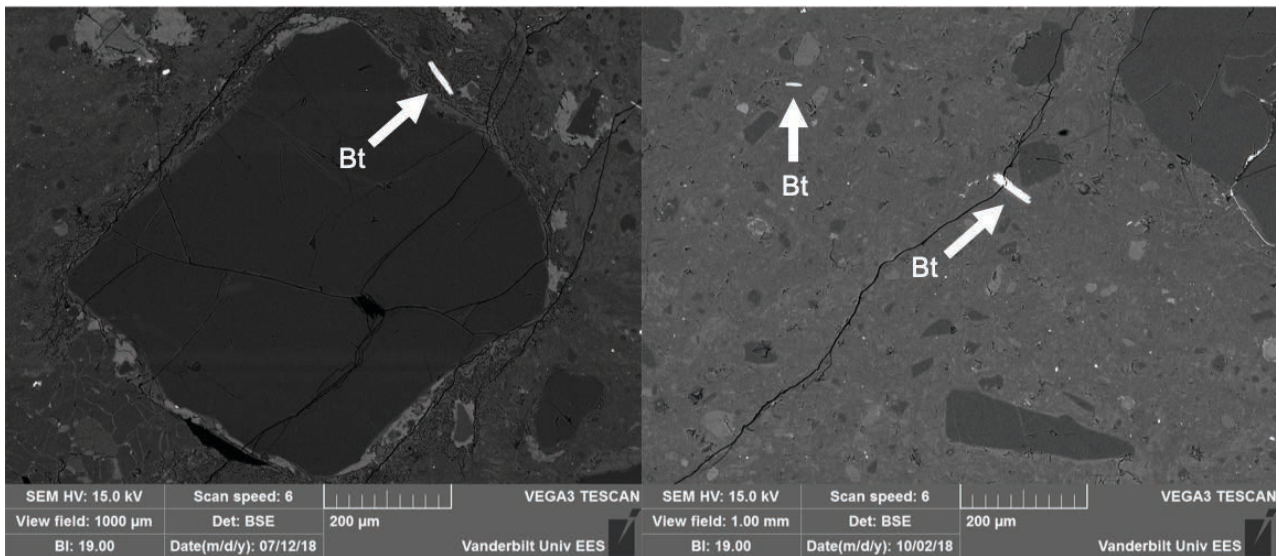 Bt
Bt
Bt
SEM HV: 15.0 kV
Scan speed: 6
VEGA3 TESCAN
View field: 1000 µm
Det: BSE
200 µm
BI: 19.00
Date(m/d/y): 07/12/18
Vanderbilt Univ EES
SEM HV: 15.0 kV
Scan speed: 6
VEGA3 TESCAN
View field: 1.00 mm
Det: BSE
200 µm
BI: 19.00
Date(m/d/y): 10/02/18
Vanderbilt Univ EES